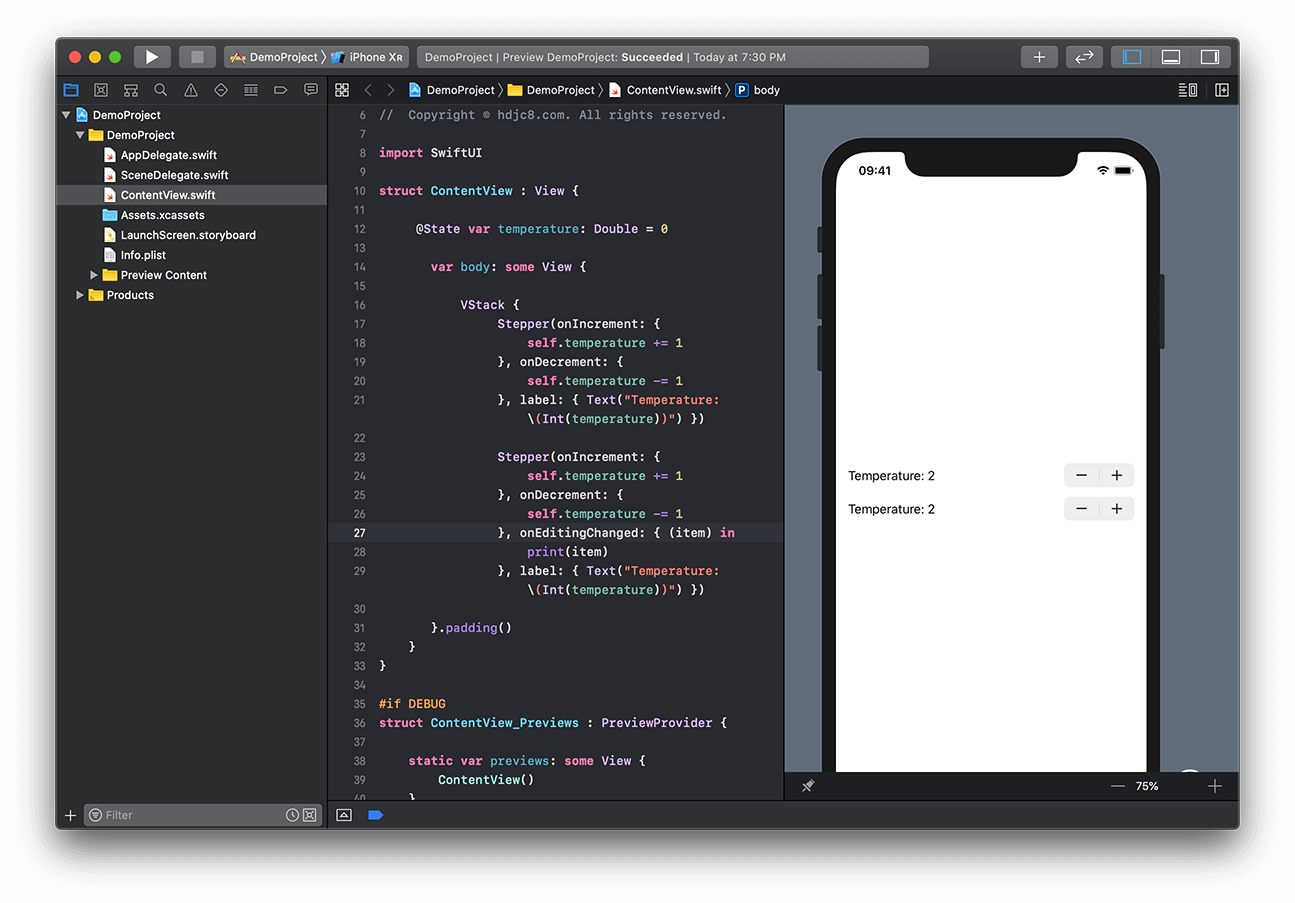 DemoProject iPhone XR
DemoProject | Preview DemoProject: Succeeded | Today at 7:30 PM
DemoProject
DemoProject
AppDelegate.swift
SceneDelegate.swift
ContentView.swift
Assets.xcassets
LaunchScreen.storyboard
Info.plist
Preview Content
Products
Filter
DemoProject DemoProject ContentView.swift P body
6 //  Copyright © hdjc8.com. All rights reserved.
7
8 import SwiftUI
9
10 struct ContentView : View {
11
12 @State var temperature: Double = 0
13
14 var body: some View {
15
16 VStack {
17 Stepper(onIncrement: {
18 self.temperature += 1
19 }, onDecrement: {
20 self.temperature -= 1
21 }, label: { Text("Temperature:
\(Int(temperature))") })
22
23 Stepper(onIncrement: {
24 self.temperature += 1
25 }, onDecrement: {
26 self.temperature -= 1
27 }, onEditingChanged: { (item) in
28 print(item)
29 }, label: { Text("Temperature:
\(Int(temperature))") })
30
31 }.padding()
32 }
33 }
34
35 #if DEBUG
36 struct ContentView_Previews : PreviewProvider {
37
38 static var previews: some View {
39 ContentView()
40 }
09:41
Temperature: 2 − +
Temperature: 2 − +
75%